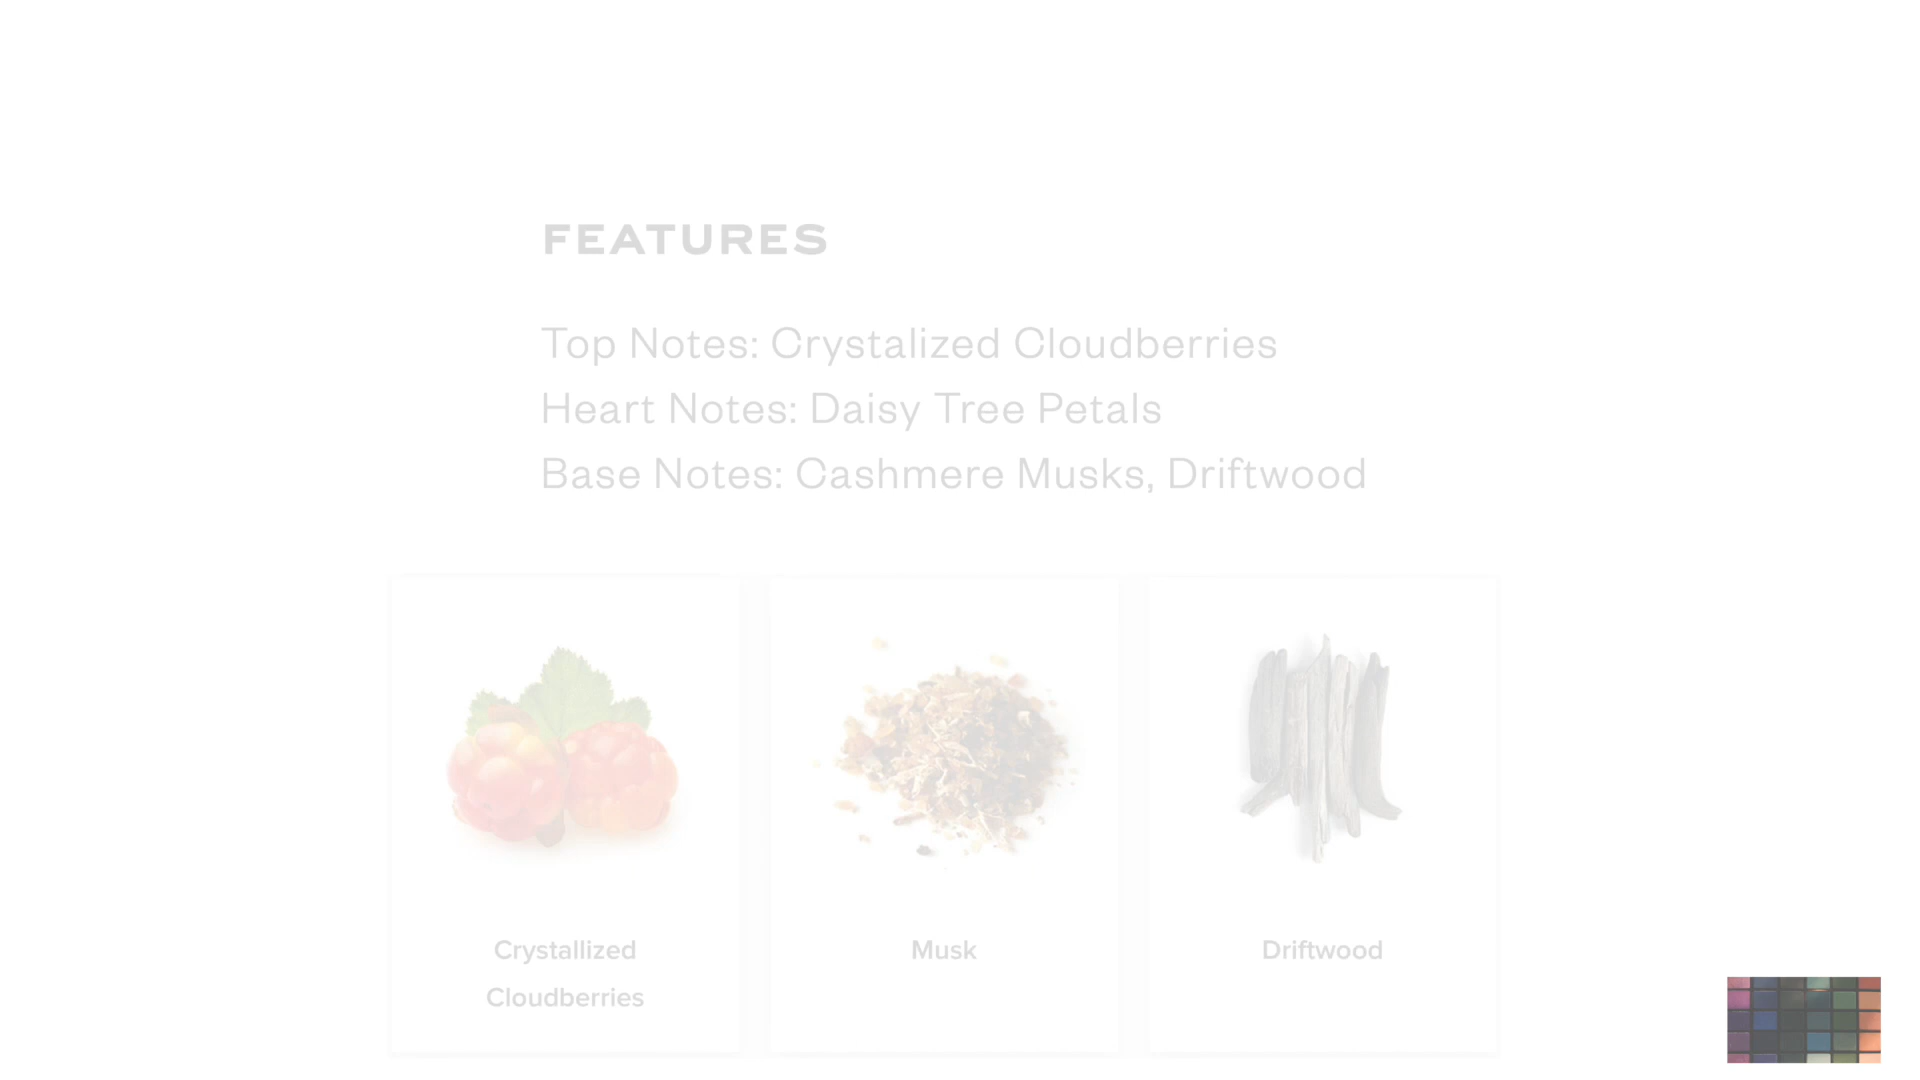 FEATURES
Top Notes: Crystalized Cloudberries
Heart Notes: Daisy Tree Petals
Base Notes: Cashmere Musks, Driftwood
Crystallized
Cloudberries
Musk
Driftwood